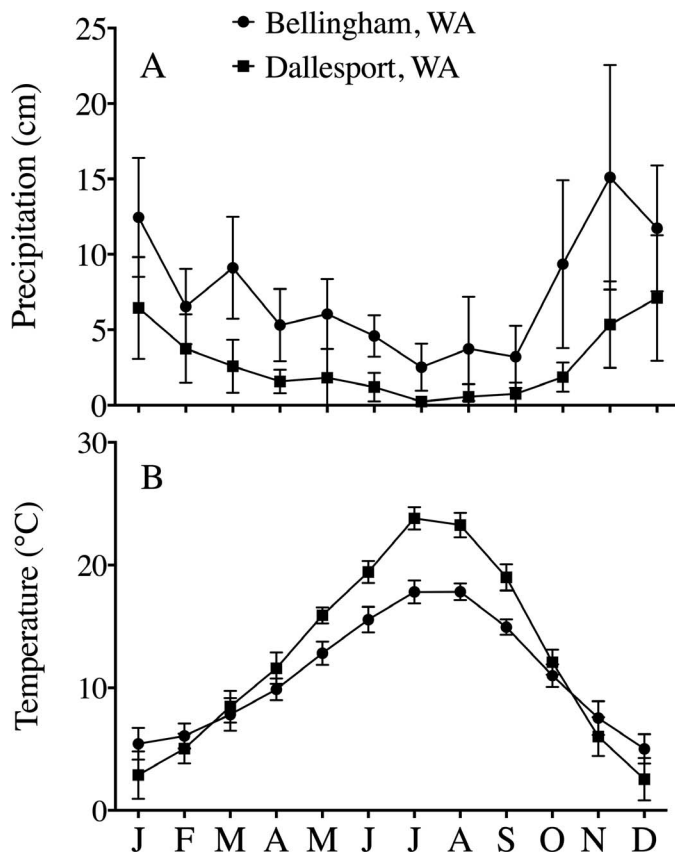 Bellingham, WA
Dallesport, WA
A
Precipitation (cm)
25
20
15
10
5
0
B
Temperature (°C)
30
20
10
0
J F M A M J J A S O N D